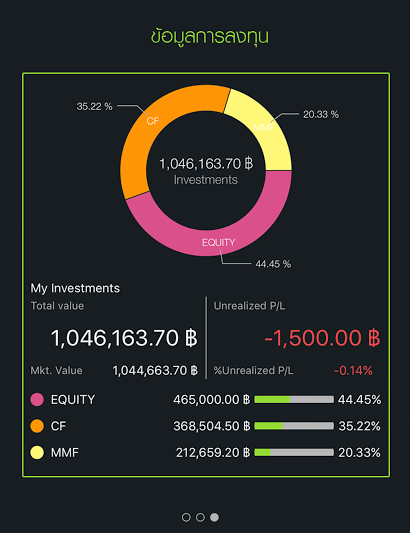 ข้อมูลการลงทุน
35.22 %
CF
MMF
20.33 %
1,046,163.70 ฿
Investments
EQUITY
44.45 %
My Investments
Total value
Unrealized P/L
1,046,163.70 ฿
-1,500.00 ฿
Mkt. Value 1,044,663.70 ฿
%Unrealized P/L -0.14%
EQUITY 465,000.00 ฿ 44.45%
CF 368,504.50 ฿ 35.22%
MMF 212,659.20 ฿ 20.33%